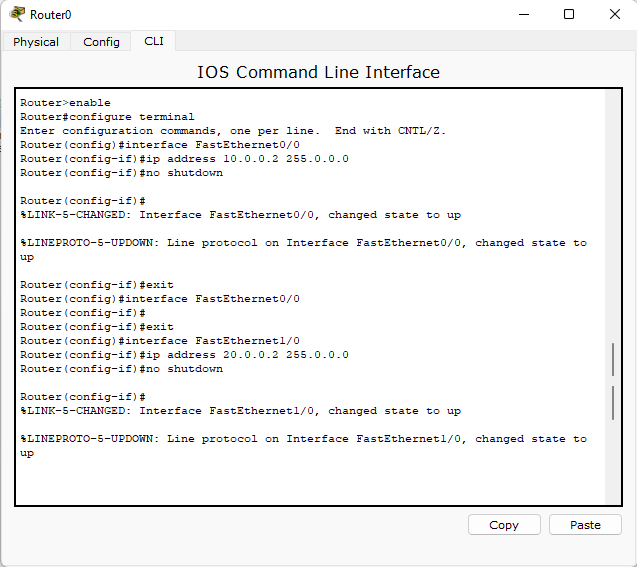 Router0
Physical Config CLI
IOS Command Line Interface
Router>enable
Router#configure terminal
Enter configuration commands, one per line.  End with CNTL/Z.
Router(config)#interface FastEthernet0/0
Router(config-if)#ip address 10.0.0.2 255.0.0.0
Router(config-if)#no shutdown
Router(config-if)#
%LINK-5-CHANGED: Interface FastEthernet0/0, changed state to up
%LINEPROTO-5-UPDOWN: Line protocol on Interface FastEthernet0/0, changed state to
up
Router(config-if)#exit
Router(config)#interface FastEthernet0/0
Router(config-if)#
Router(config-if)#exit
Router(config)#interface FastEthernet1/0
Router(config-if)#ip address 20.0.0.2 255.0.0.0
Router(config-if)#no shutdown
Router(config-if)#
%LINK-5-CHANGED: Interface FastEthernet1/0, changed state to up
%LINEPROTO-5-UPDOWN: Line protocol on Interface FastEthernet1/0, changed state to
up
Copy Paste